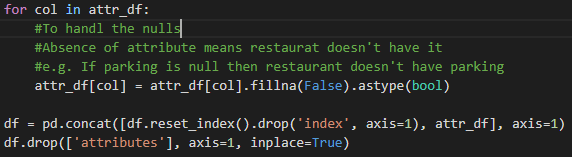 for col in attr_df:
    #To handl the nulls
    #Absence of attribute means restaurat doesn't have it
    #e.g. If parking is null then restaurant doesn't have parking
    attr_df[col] = attr_df[col].fillna(False).astype(bool)

df = pd.concat([df.reset_index().drop('index', axis=1), attr_df], axis=1)
df.drop(['attributes'], axis=1, inplace=True)